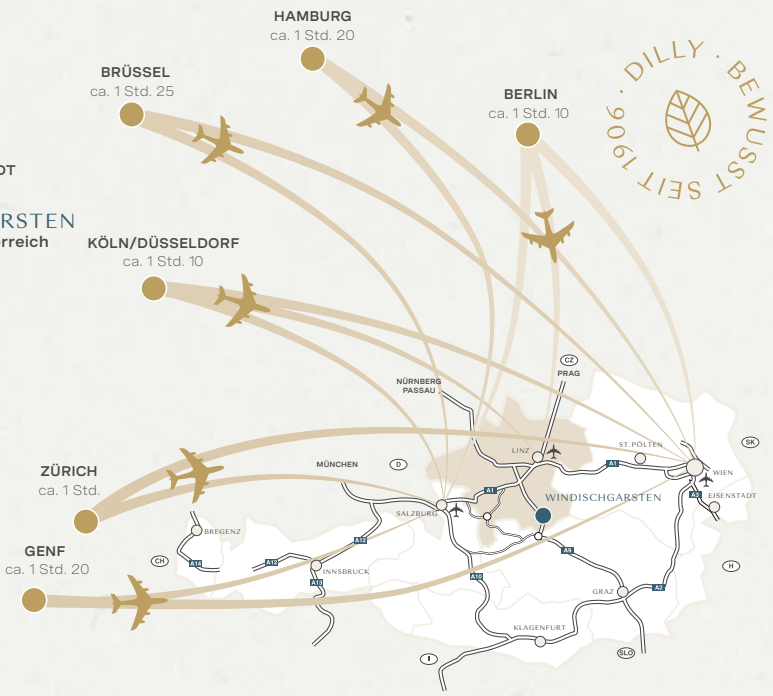 HAMBURG
ca. 1 Std. 20
BRÜSSEL
ca. 1 Std. 25
BERLIN
ca. 1 Std. 10
· DILLY · BEWUSST SEIT 1906
DT
RSTEN
rreich
KÖLN/DÜSSELDORF
ca. 1 Std. 10
CZ
PRAG
NÜRNBERG
PASSAU
ST. PÖLTEN
SK
LINZ
A1
WIEN
MÜNCHEN
D
ZÜRICH
ca. 1 Std.
A1
WINDISCHGARSTEN
A3
EISENSTADT
SALZBURG
BREGENZ
A12
GENF
ca. 1 Std. 20
CH
A14
A12
INNSBRUCK
A13
A9
A10
H
GRAZ
A2
KLAGENFURT
I
SLO